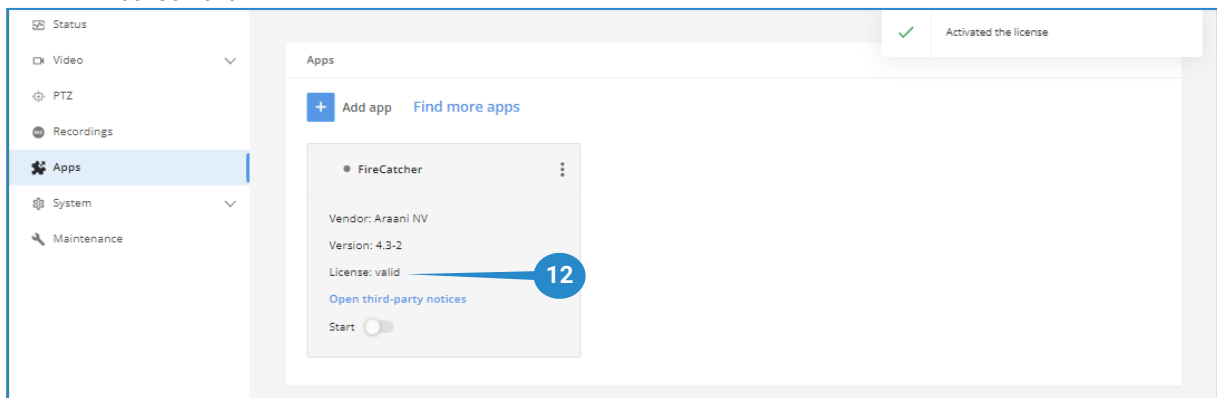 Status
Video
PTZ
Recordings
Apps
System
Maintenance
Activated the license
Apps
+ Add app Find more apps
FireCatcher
Vendor: Araani NV
Version: 4.3-2
License: valid
12
Open third-party notices
Start